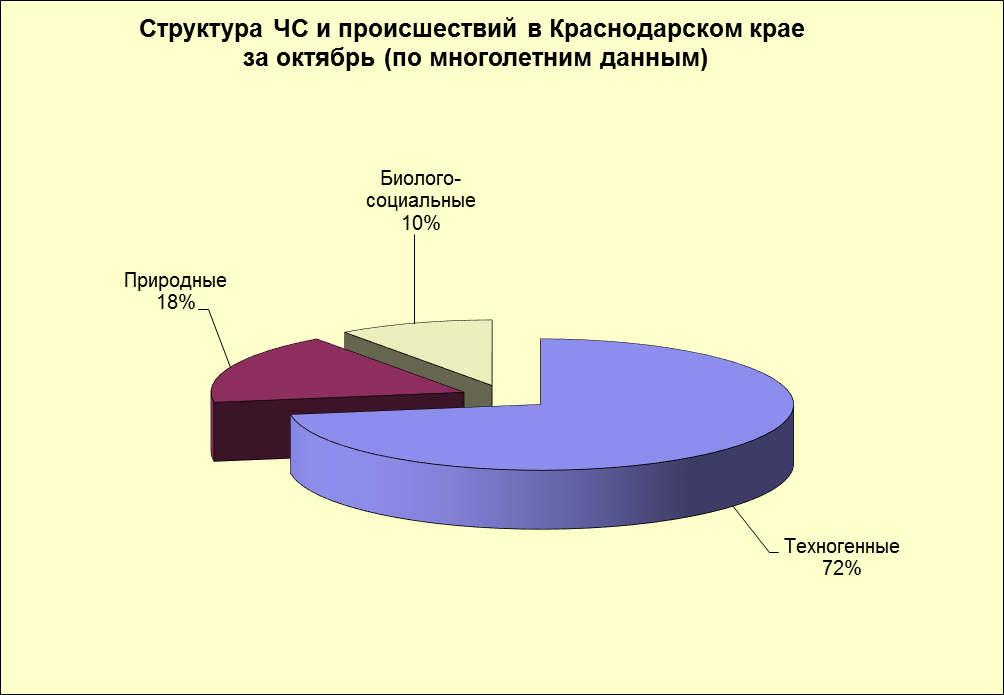 Структура ЧС и происшествий в Краснодарском крае
за октябрь (по многолетним данным)
Биолого-
социальные
10%
Природные
18%
Техногенные
72%